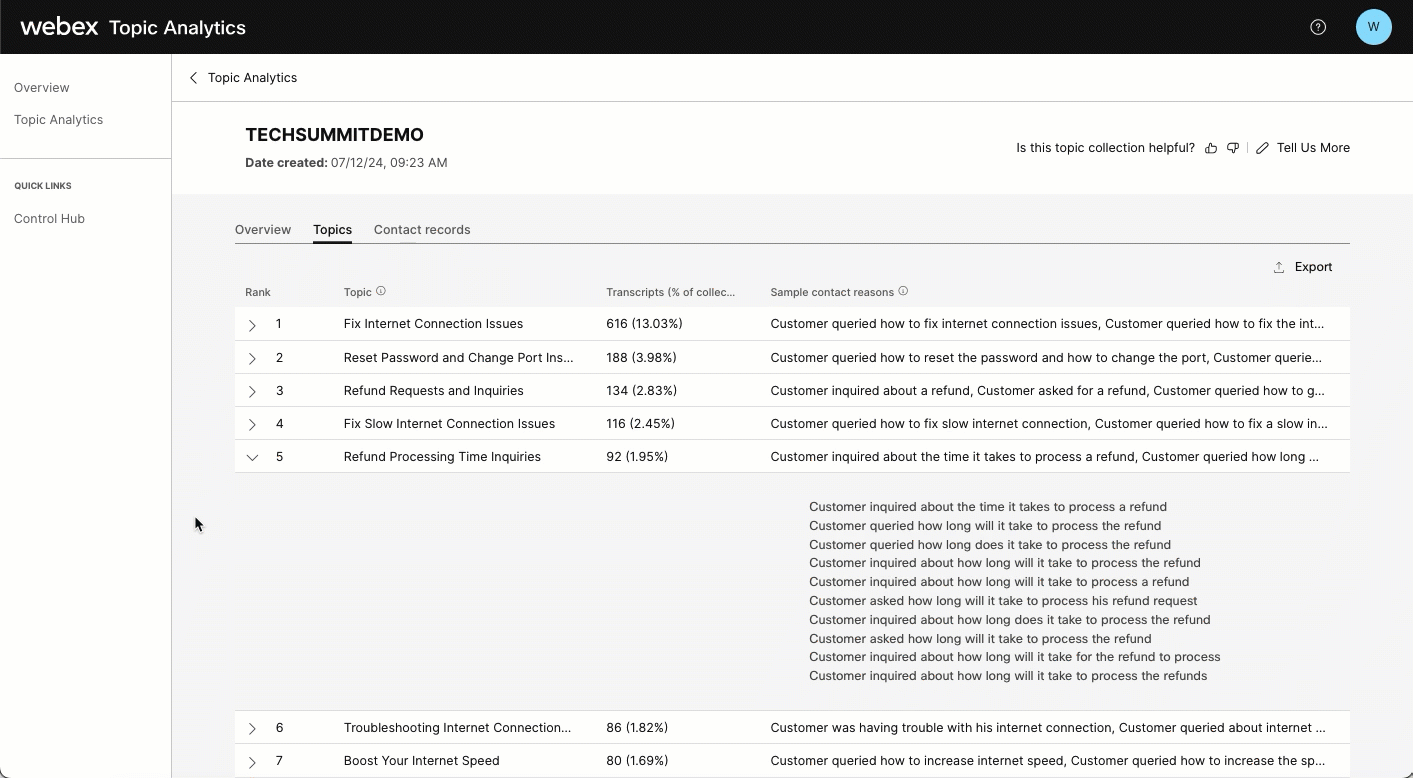 webex Topic Analytics
W
Overview
Topic Analytics
QUICK LINKS
Control Hub
Topic Analytics
TECHSUMMITDEMO
Date created: 07/12/24, 09:23 AM
Is this topic collection helpful? Tell Us More
Overview Topics Contact records
Export
Rank Topic Transcripts (% of collec... Sample contact reasons
1 Fix Internet Connection Issues 616 (13.03%) Customer queried how to fix internet connection issues, Customer queried how to fix the int...
2 Reset Password and Change Port Ins... 188 (3.98%) Customer queried how to reset the password and how to change the port, Customer querie...
3 Refund Requests and Inquiries 134 (2.83%) Customer inquired about a refund, Customer asked for a refund, Customer queried how to g...
4 Fix Slow Internet Connection Issues 116 (2.45%) Customer queried how to fix slow internet connection, Customer queried how to fix a slow in...
5 Refund Processing Time Inquiries 92 (1.95%) Customer inquired about the time it takes to process a refund, Customer queried how long ...
Customer inquired about the time it takes to process a refund
Customer queried how long will it take to process the refund
Customer queried how long does it take to process the refund
Customer inquired about how long will it take to process the refund
Customer inquired about how long will it take to process a refund
Customer asked how long will it take to process his refund request
Customer inquired about how long does it take to process the refund
Customer asked how long will it take to process the refund
Customer inquired about how long will it take for the refund to process
Customer inquired about how long will it take to process the refunds
6 Troubleshooting Internet Connection... 86 (1.82%) Customer was having trouble with his internet connection, Customer queried about internet ...
7 Boost Your Internet Speed 80 (1.69%) Customer queried how to increase internet speed, Customer queried how to increase the sp...